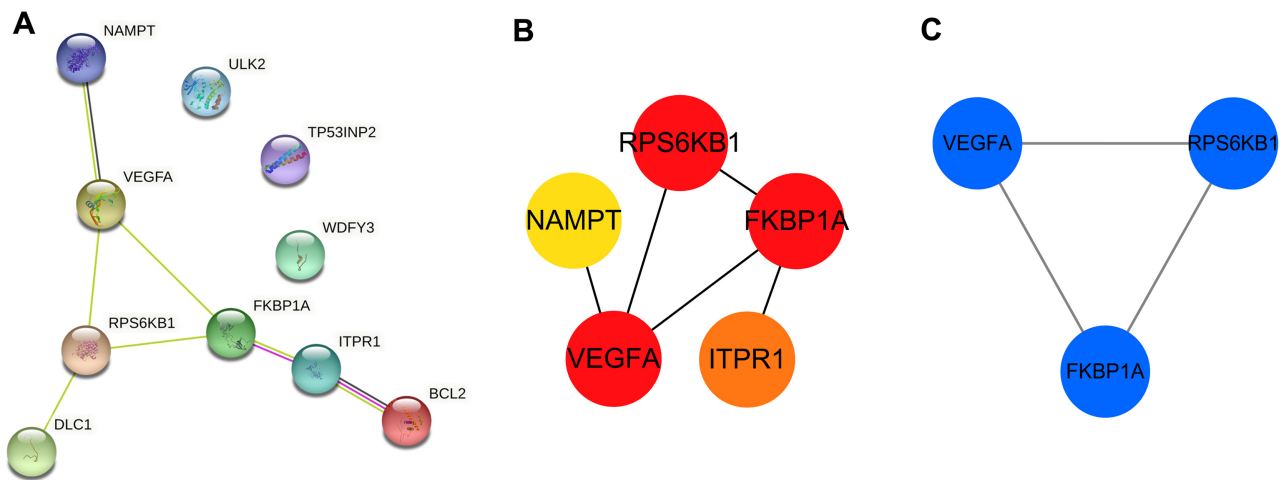 A
NAMPT
ULK2
TP53INP2
VEGFA
WDFY3
FKBP1A
RPS6KB1
ITPR1
BCL2
DLC1
B
RPS6KB1
NAMPT
FKBP1A
VEGFA
ITPR1
C
VEGFA
RPS6KB1
FKBP1A